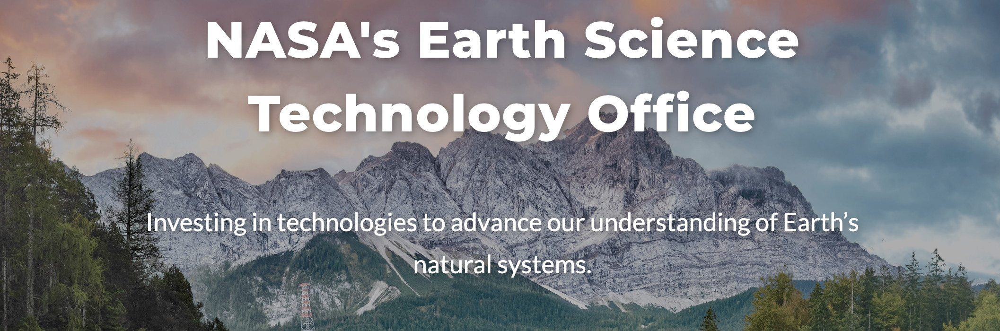 NASA's Earth Science
Technology Office
Investing in technologies to advance our understanding of Earth’s
natural systems.